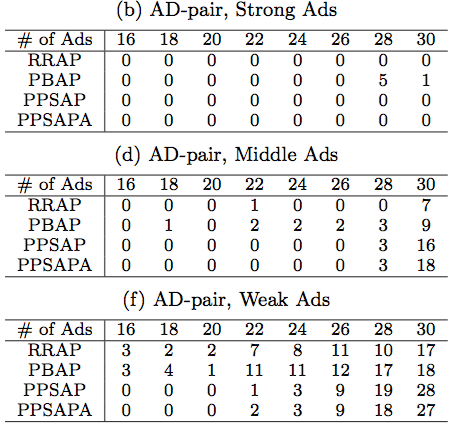 (b) AD-pair, Strong Ads
# of Ads 16 18 20 22 24 26 28 30
RRAP 0 0 0 0 0 0 0 0
PBAP 0 0 0 0 0 0 5 1
PPSAP 0 0 0 0 0 0 0 0
PPSAPA 0 0 0 0 0 0 0 0
(d) AD-pair, Middle Ads
# of Ads 16 18 20 22 24 26 28 30
RRAP 0 0 0 1 0 0 0 7
PBAP 0 1 0 2 2 2 3 9
PPSAP 0 0 0 0 0 0 3 16
PPSAPA 0 0 0 0 0 0 3 18
(f) AD-pair, Weak Ads
# of Ads 16 18 20 22 24 26 28 30
RRAP 3 2 2 7 8 11 10 17
PBAP 3 4 1 11 11 12 17 18
PPSAP 0 0 0 1 3 9 19 28
PPSAPA 0 0 0 2 3 9 18 27